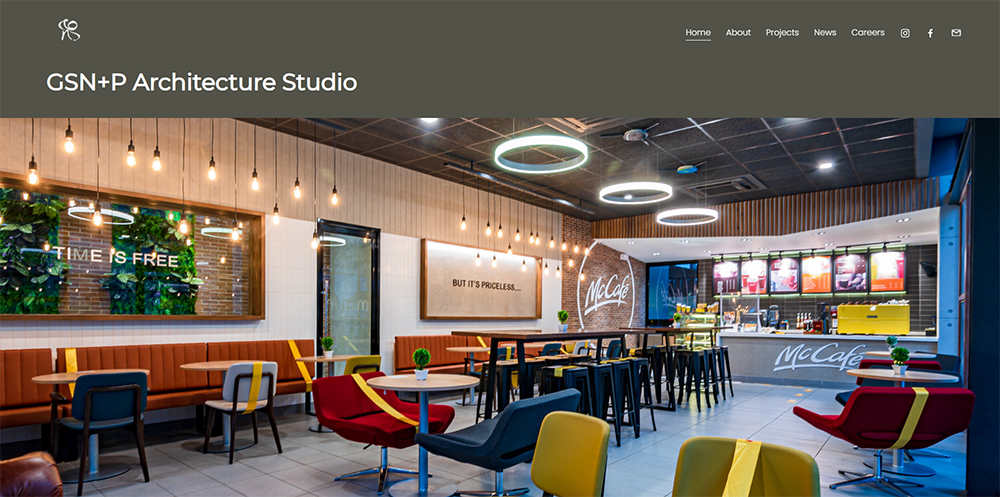 Home About Projects News Careers
GSN+P Architecture Studio
TIME IS FREE
BUT IT'S PRICELESS....
McCafé
McCafé